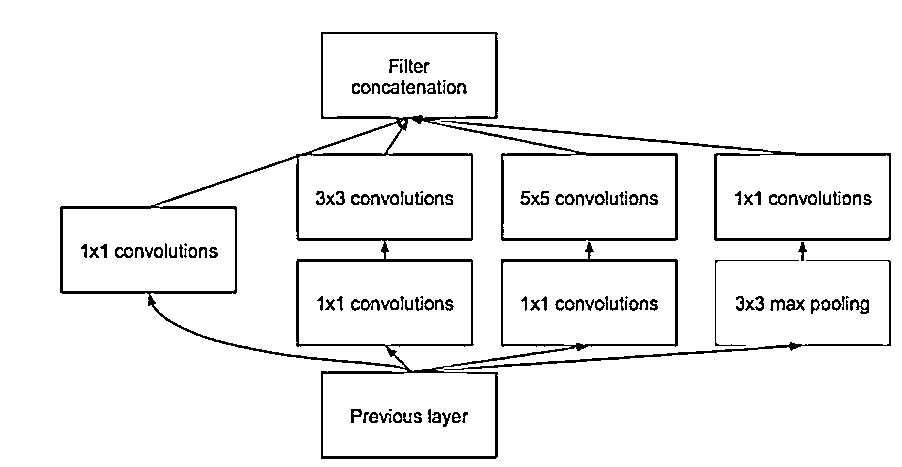 Filter
concatenation
3x3 convolutions
5x5 convolutions
1x1 convolutions
1x1 convolutions
1x1 convolutions
1x1 convolutions
3x3 max pooling
Previous layer